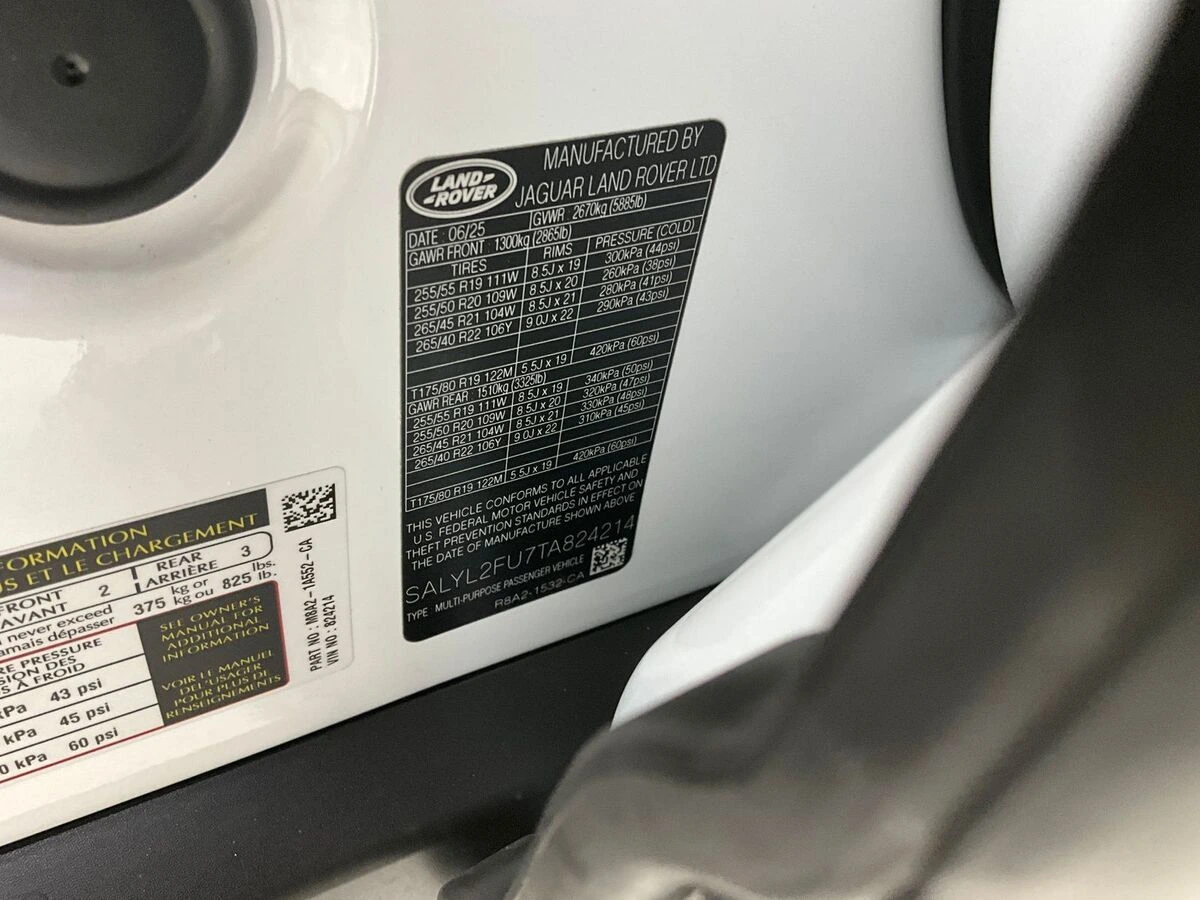 LAND-
-ROVER
MANUFACTURED BY
JAGUAR LAND ROVER LTD
DATE : 06/25 GVWR : 2670kg (5885lb)
GAWR FRONT : 1300kg (2865lb)
TIRES RIMS PRESSURE (COLD)
255/55 R19 111W 8.5J x 19 300kPa (44psi)
255/50 R20 109W 8.5J x 20 260kPa (38psi)
265/45 R21 104W 8.5J x 21 280kPa (41psi)
265/40 R22 106Y 9.0J x 22 290kPa (43psi)
T175/80 R19 122M 5.5J x 19 420kPa (60psi)
GAWR REAR : 1510kg (3325lb)
255/55 R19 111W 8.5J x 19 340kPa (50psi)
255/50 R20 109W 8.5J x 20 320kPa (47psi)
265/45 R21 104W 8.5J x 21 330kPa (48psi)
265/40 R22 106Y 9.0J x 22 310kPa (45psi)
T175/80 R19 122M 5.5J x 19 420kPa (60psi)
THIS VEHICLE CONFORMS TO ALL APPLICABLE
U.S. FEDERAL MOTOR VEHICLE SAFETY AND
THEFT PREVENTION STANDARDS IN EFFECT ON
THE DATE OF MANUFACTURE SHOWN ABOVE
SALYL2FU7TA824214
TYPE : MULTI-PURPOSE PASSENGER VEHICLE
R8A2-1532-CA
FORMATION
US ET LE CHARGEMENT
FRONT 2 REAR 3
AVANT ARRIÈRE
never exceed 375 kg or 825 lbs.
jamais dépasser kg ou lb.
RE PRESSURE
SION DES
S À FROID
kPa 43 psi
kPa 45 psi
0 kPa 60 psi
SEE OWNER'S
MANUAL FOR
ADDITIONAL
INFORMATION
VOIR LE MANUEL
DE L'USAGER
POUR PLUS DE
RENSEIGNEMENTS
PART NO : M8A2-1A552-CA
VIN NO : 824214